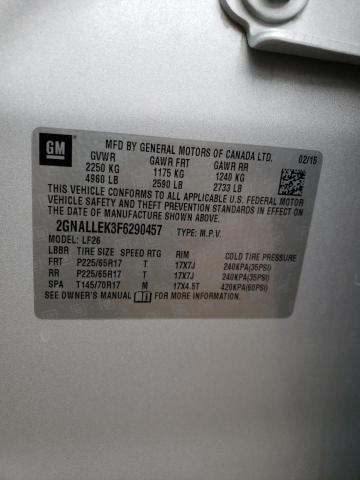 GM
MFD BY GENERAL MOTORS OF CANADA LTD. 02/15
GVWR GAWR FRT GAWR RR
2250 KG 1175 KG 1240 KG
4960 LB 2590 LB 2733 LB
THIS VEHICLE CONFORMS TO ALL APPLICABLE U.S. FEDERAL MOTOR
VEHICLE SAFETY AND THEFT PREVENTION STANDARDS IN EFFECT ON
THE DATE OF MANUFACTURE SHOWN ABOVE.
2GNALLEK3F6290457 TYPE: M.P.V.
MODEL: LF26
LBBR TIRE SIZE SPEED RTG RIM COLD TIRE PRESSURE
FRT P225/65R17 T 17X7J 240KPA(35PSI)
RR P225/65R17 T 17X7J 240KPA(35PSI)
SPA T145/70R17 M 17X4.5T 420KPA(60PSI)
SEE OWNER'S MANUAL FOR ADDITIONAL INFORMATION.